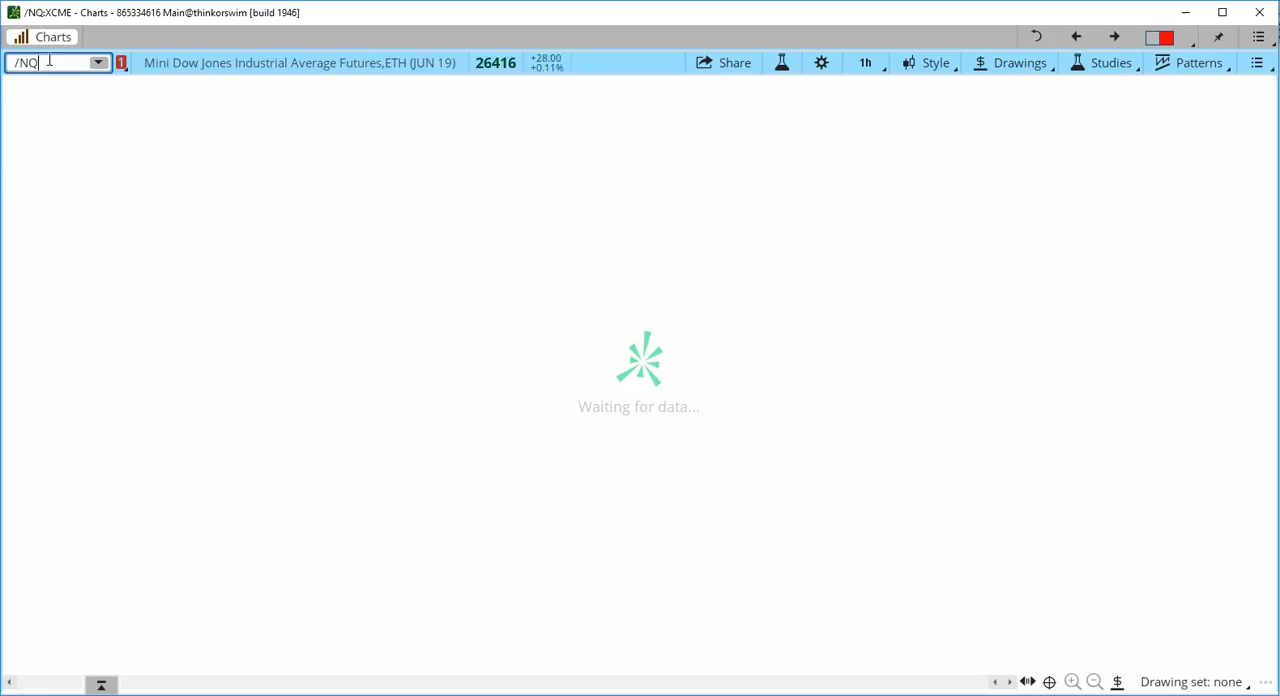 /NQ:XCME - Charts - 865334616 Main@thinkorswim [build 1946]
Charts
/NQ 1 Mini Dow Jones Industrial Average Futures,ETH (JUN 19) 26416 +28.00 Share 1h Style $ Drawings Studies Patterns
+0.11%
Waiting for data...
$ Drawing set: none